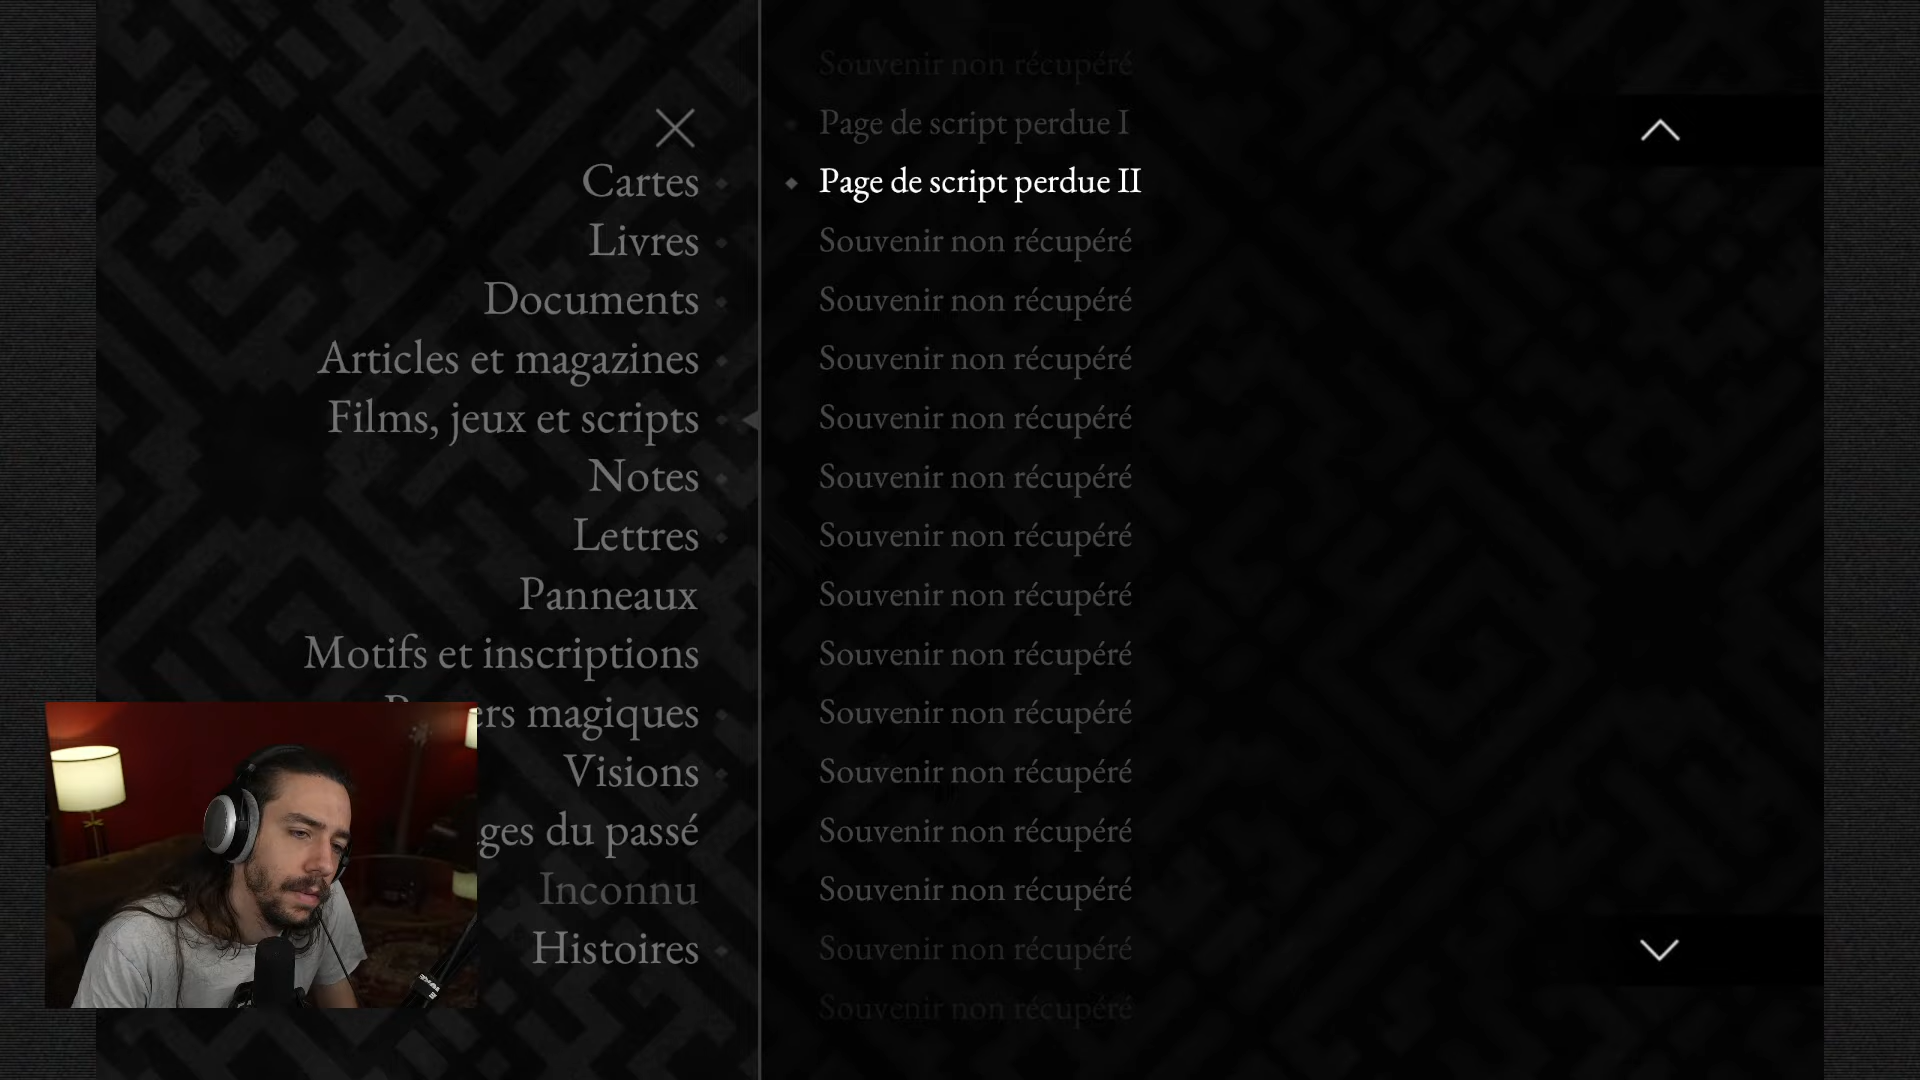 Cartes
Livres
Documents
Articles et magazines
Films, jeux et scripts
Notes
Lettres
Panneaux
Motifs et inscriptions
magiques
Visions
du passé
Inconnu
Histoires
Souvenir non récupéré
Page de script perdue I
Page de script perdue II
Souvenir non récupéré
Souvenir non récupéré
Souvenir non récupéré
Souvenir non récupéré
Souvenir non récupéré
Souvenir non récupéré
Souvenir non récupéré
Souvenir non récupéré
Souvenir non récupéré
Souvenir non récupéré
Souvenir non récupéré
Souvenir non récupéré
Souvenir non récupéré
Souvenir non récupéré